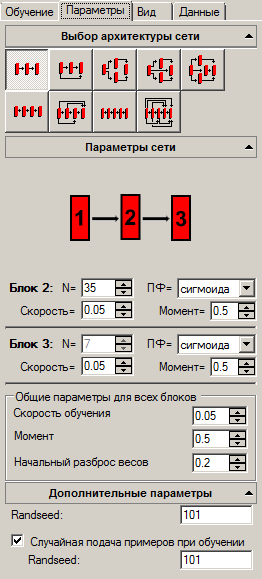 Обучение Параметры Вид Данные
Выбор архитектуры сети
Параметры сети
1 2 3
Блок 2: N= 35 ПФ= сигмоида
Скорость= 0.05 Момент= 0.5
Блок 3: N= 7 ПФ= сигмоида
Скорость= 0.05 Момент= 0.5
Общие параметры для всех блоков
Скорость обучения 0.05
Момент 0.5
Начальный разброс весов 0.2
Дополнительные параметры
Randseed: 101
Случайная подача примеров при обучении
Randseed: 101